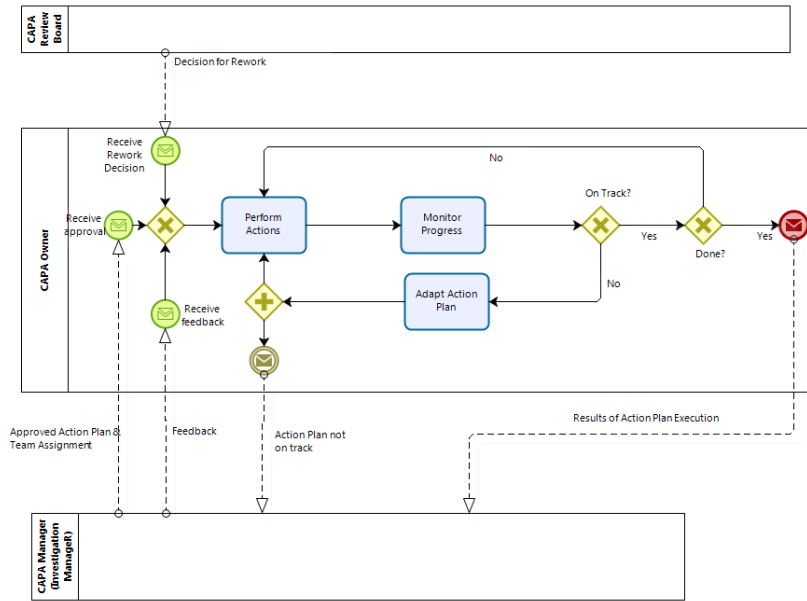 CAPA
Review
Board
Decision for Rework
CAPA Owner
Receive
Rework
Decision
No
Receive
approval
Perform
Actions
Monitor
Progress
On Track?
Yes
Done?
Yes
No
Receive
feedback
Adapt Action
Plan
Approved Action Plan &
Team Assignment
Feedback
Action Plan not
on track
Results of Action Plan Execution
CAPA Manager
(Investigation
ManageR)